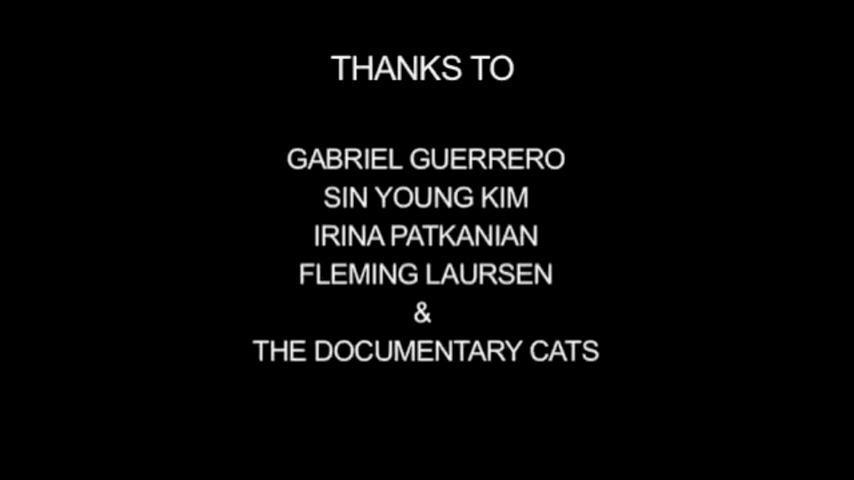 THANKS TO
GABRIEL GUERRERO
SIN YOUNG KIM
IRINA PATKANIAN
FLEMING LAURSEN
&
THE DOCUMENTARY CATS